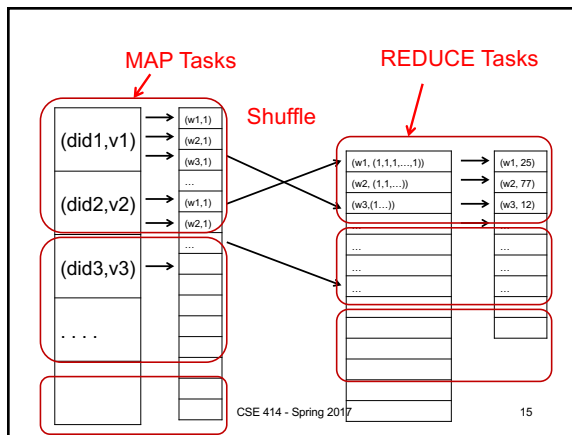 MAP Tasks
REDUCE Tasks
Shuffle
(did1,v1)
(did2,v2)
(did3,v3)
. . . .
(w1,1)
(w2,1)
(w3,1)
…
(w1,1)
(w2,1)
…
(w1, (1,1,1,…,1))
(w2, (1,1,…))
(w3,(1…))
…
…
…
…
(w1, 25)
(w2, 77)
(w3, 12)
…
CSE 414 - Spring 2017
15